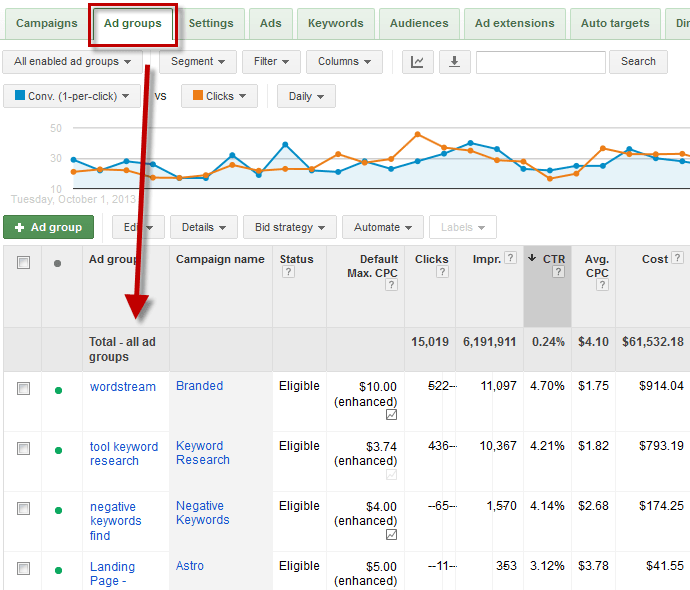 Campaigns Ad groups Settings Ads Keywords Audiences Ad extensions Auto targets
All enabled ad groups Segment Filter Columns Search
Conv. (1-per-click) VS Clicks Daily
50
30
10
Tuesday, October 1, 2013
+ Ad group Edit Details Bid strategy Automate Labels
Ad group Campaign name Status Default Clicks Impr. ? CTR Avg. Cost ?
? Max. CPC ? ? CPC
? ?
Total - all ad 15,019 6,191,911 0.24% $4.10 $61,532.18
groups
wordstream Branded Eligible $10.00 522 11,097 4.70% $1.75 $914.04
(enhanced)
tool keyword Keyword Eligible $3.74 436 10,367 4.21% $1.82 $793.19
research Research (enhanced)
negative Negative Eligible $4.00 65 1,570 4.14% $2.68 $174.25
keywords Keywords (enhanced)
find
Landing Astro Eligible $5.00 11 353 3.12% $3.78 $41.55
Page - (enhanced)